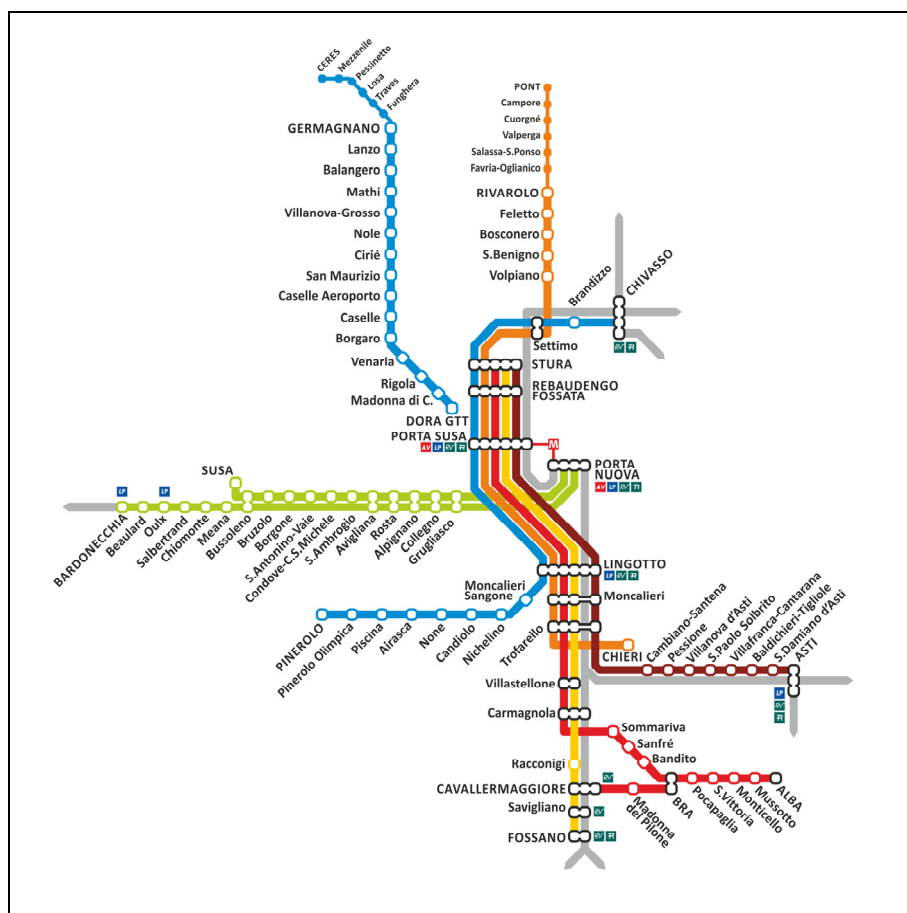 CERES
Mezzenile
Pessinetto
Losa
Traves
Funghera
GERMAGNANO
Lanzo
Balangero
Mathi
Villanova-Grosso
Nole
Cirié
San Maurizio
Caselle Aeroporto
Caselle
Borgaro
Venaria
Rigola
Madonna di C.
DORA GTT
PONT
Campore
Cuorgné
Valperga
Salassa-S.Ponso
Favria-Oglianico
RIVAROLO
Feletto
Bosconero
S.Benigno
Volpiano
Brandizzo
CHIVASSO
RV R
Settimo
STURA
REBAUDENGO
FOSSATA
PORTA SUSA
AV LP RV R
M
PORTA
NUOVA
AV LP RV TI
SUSA
LP
LP
BARDONECCHIA
Beaulard
Oulx
Salbertrand
Chiomonte
Meana
Bussoleno
Bruzolo
Borgone
S.Antonino-Vaie
Condove-C.S.Michele
S.Ambrogio
Avigliana
Rosta
Alpignano
Collegno
Grugliasco
LINGOTTO
LP RV R
Moncalieri
Sangone
Moncalieri
PINEROLO
Pinerolo Olimpica
Piscina
Airasca
None
Candiolo
Nichelino
Trofarello
CHIERI
Cambiano-Santena
Pessione
Villanova d'Asti
S.Paolo Solbrito
Villafranca-Cantarana
Baldichieri-Tigliole
S.Damiano d'Asti
ASTI
LP
RV
R
Villastellone
Carmagnola
Sommariva
Sanfré
Bandito
Racconigi
RV
CAVALLERMAGGIORE
Madonna
del Pilone
BRA
Pocapaglia
S.Vittoria
Monticello
Mussotto
ALBA
Savigliano
RV
FOSSANO
RV R